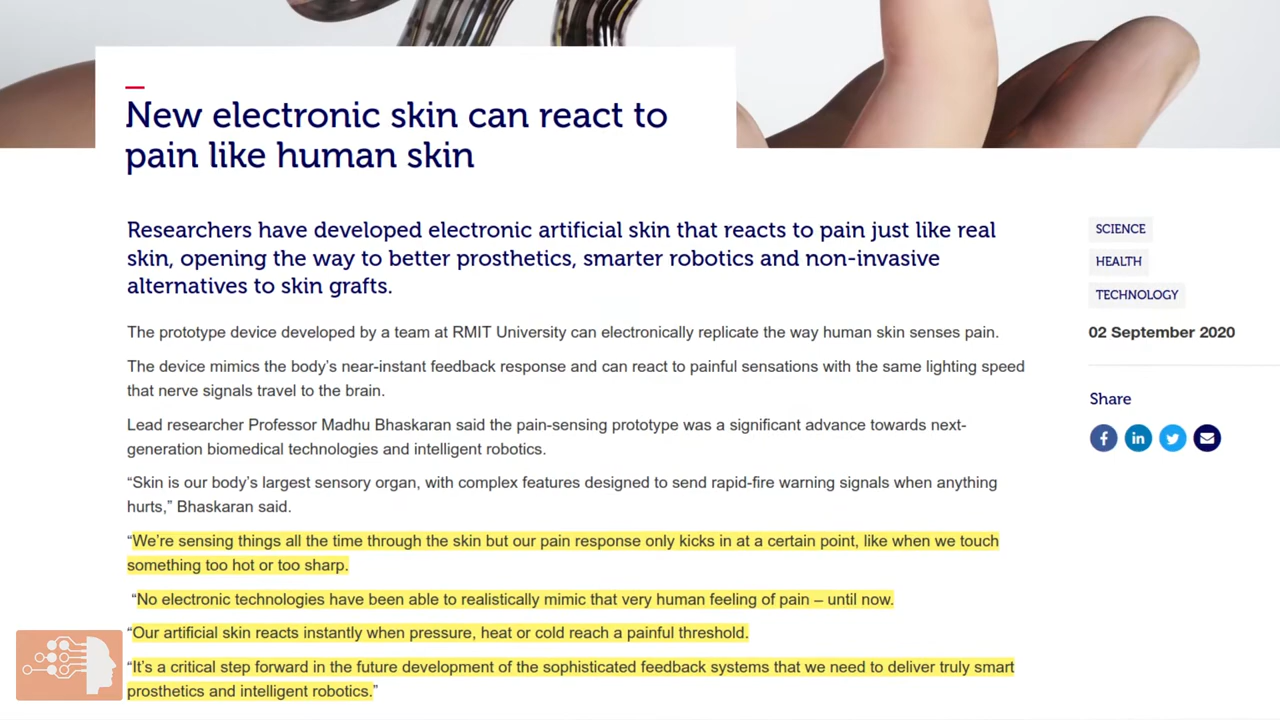 New electronic skin can react to
pain like human skin
Researchers have developed electronic artificial skin that reacts to pain just like real
skin, opening the way to better prosthetics, smarter robotics and non-invasive
alternatives to skin grafts.
The prototype device developed by a team at RMIT University can electronically replicate the way human skin senses pain.
The device mimics the body’s near-instant feedback response and can react to painful sensations with the same lighting speed
that nerve signals travel to the brain.
Lead researcher Professor Madhu Bhaskaran said the pain-sensing prototype was a significant advance towards next-
generation biomedical technologies and intelligent robotics.
“Skin is our body’s largest sensory organ, with complex features designed to send rapid-fire warning signals when anything
hurts,” Bhaskaran said.
“We’re sensing things all the time through the skin but our pain response only kicks in at a certain point, like when we touch
something too hot or too sharp.
“No electronic technologies have been able to realistically mimic that very human feeling of pain – until now.
“Our artificial skin reacts instantly when pressure, heat or cold reach a painful threshold.
“It’s a critical step forward in the future development of the sophisticated feedback systems that we need to deliver truly smart
prosthetics and intelligent robotics.”
SCIENCE
HEALTH
TECHNOLOGY
02 September 2020
Share